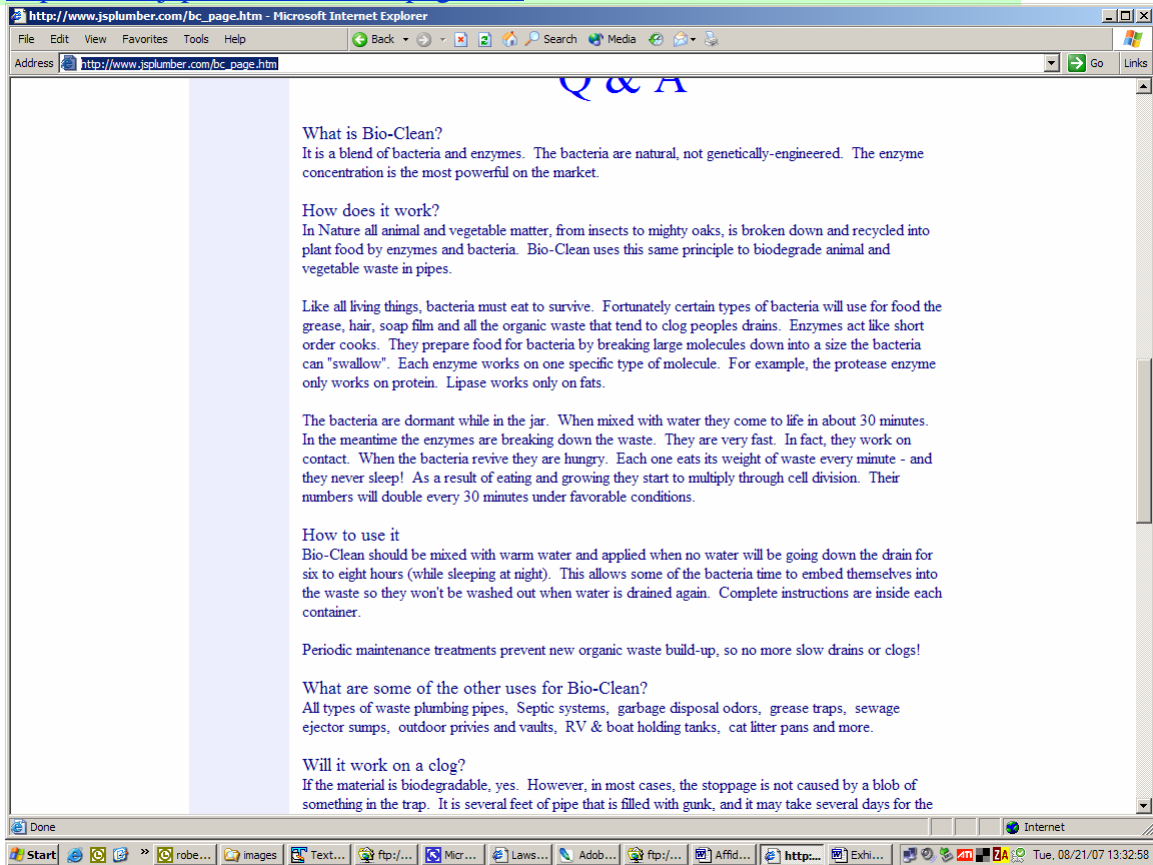 http://www.jsplumber.com/bc_page.htm - Microsoft Internet Explorer
File Edit View Favorites Tools Help Back Search Media
Address http://www.jsplumber.com/bc_page.htm Go Links
Q & A
What is Bio-Clean?
It is a blend of bacteria and enzymes. The bacteria are natural, not genetically-engineered. The enzyme
concentration is the most powerful on the market.
How does it work?
In Nature all animal and vegetable matter, from insects to mighty oaks, is broken down and recycled into
plant food by enzymes and bacteria. Bio-Clean uses this same principle to biodegrade animal and
vegetable waste in pipes.
Like all living things, bacteria must eat to survive. Fortunately certain types of bacteria will use for food the
grease, hair, soap film and all the organic waste that tend to clog peoples drains. Enzymes act like short
order cooks. They prepare food for bacteria by breaking large molecules down into a size the bacteria
can "swallow". Each enzyme works on one specific type of molecule. For example, the protease enzyme
only works on protein. Lipase works only on fats.
The bacteria are dormant while in the jar. When mixed with water they come to life in about 30 minutes.
In the meantime the enzymes are breaking down the waste. They are very fast. In fact, they work on
contact. When the bacteria revive they are hungry. Each one eats its weight of waste every minute - and
they never sleep! As a result of eating and growing they start to multiply through cell division. Their
numbers will double every 30 minutes under favorable conditions.
How to use it
Bio-Clean should be mixed with warm water and applied when no water will be going down the drain for
six to eight hours (while sleeping at night). This allows some of the bacteria time to embed themselves into
the waste so they won't be washed out when water is drained again. Complete instructions are inside each
container.
Periodic maintenance treatments prevent new organic waste build-up, so no more slow drains or clogs!
What are some of the other uses for Bio-Clean?
All types of waste plumbing pipes, Septic systems, garbage disposal odors, grease traps, sewage
ejector sumps, outdoor privies and vaults, RV & boat holding tanks, cat litter pans and more.
Will it work on a clog?
If the material is biodegradable, yes. However, in most cases, the stoppage is not caused by a blob of
something in the trap. It is several feet of pipe that is filled with gunk, and it may take several days for the
Done Internet
Start » robe... images Text... ftp:/... Micr... Laws... Adob... ftp:/... Affid... http:... Exhi... ATI ZA Tue, 08/21/07 13:32:58